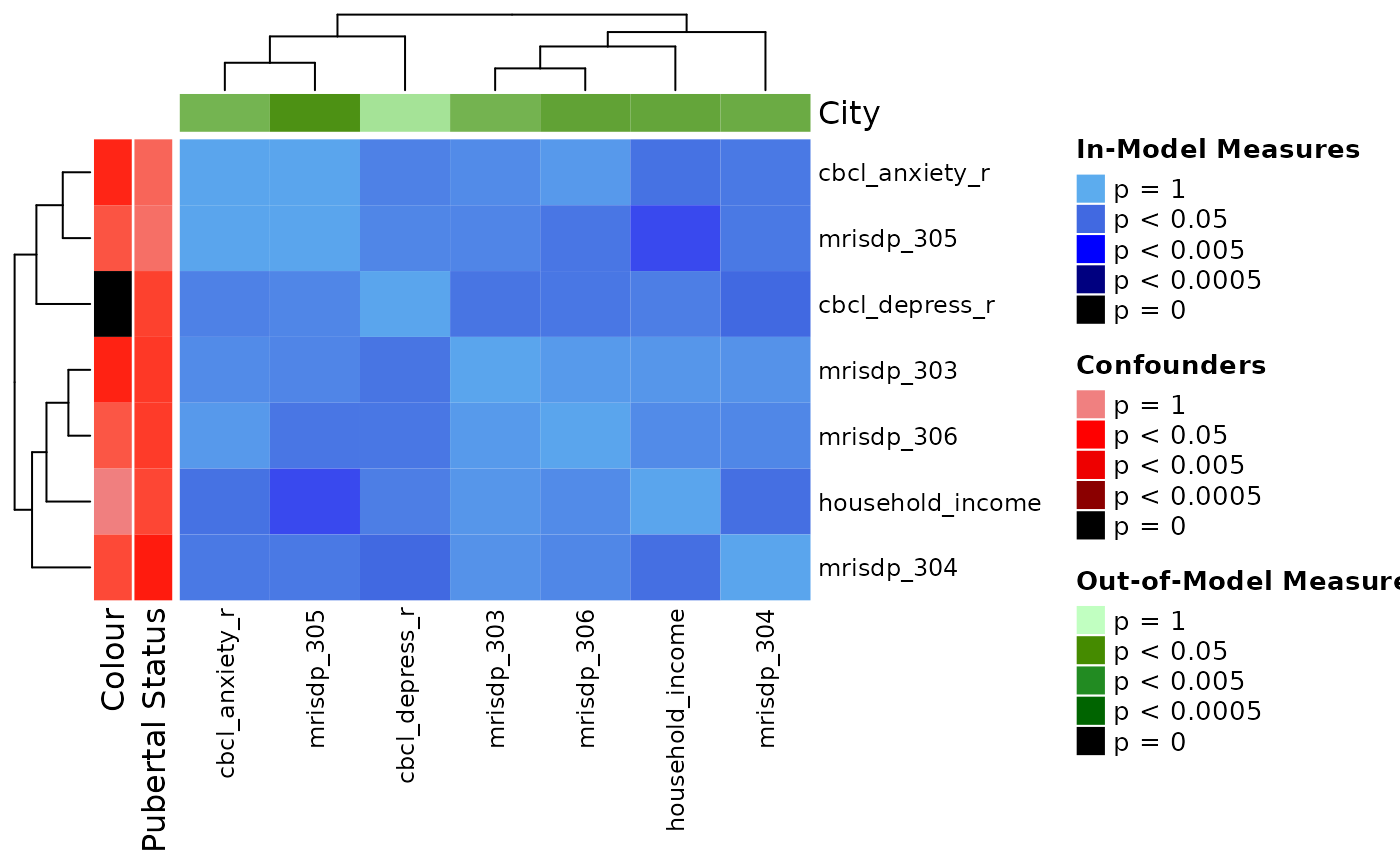 City
cbcl_anxiety_r
mrisdp_305
cbcl_depress_r
mrisdp_303
mrisdp_306
household_income
mrisdp_304
Colour
Pubertal Status
cbcl_anxiety_r
mrisdp_305
cbcl_depress_r
mrisdp_303
mrisdp_306
household_income
mrisdp_304
In-Model Measures
p = 1
p < 0.05
p < 0.005
p < 0.0005
p = 0
Confounders
p = 1
p < 0.05
p < 0.005
p < 0.0005
p = 0
Out-of-Model Measure
p = 1
p < 0.05
p < 0.005
p < 0.0005
p = 0